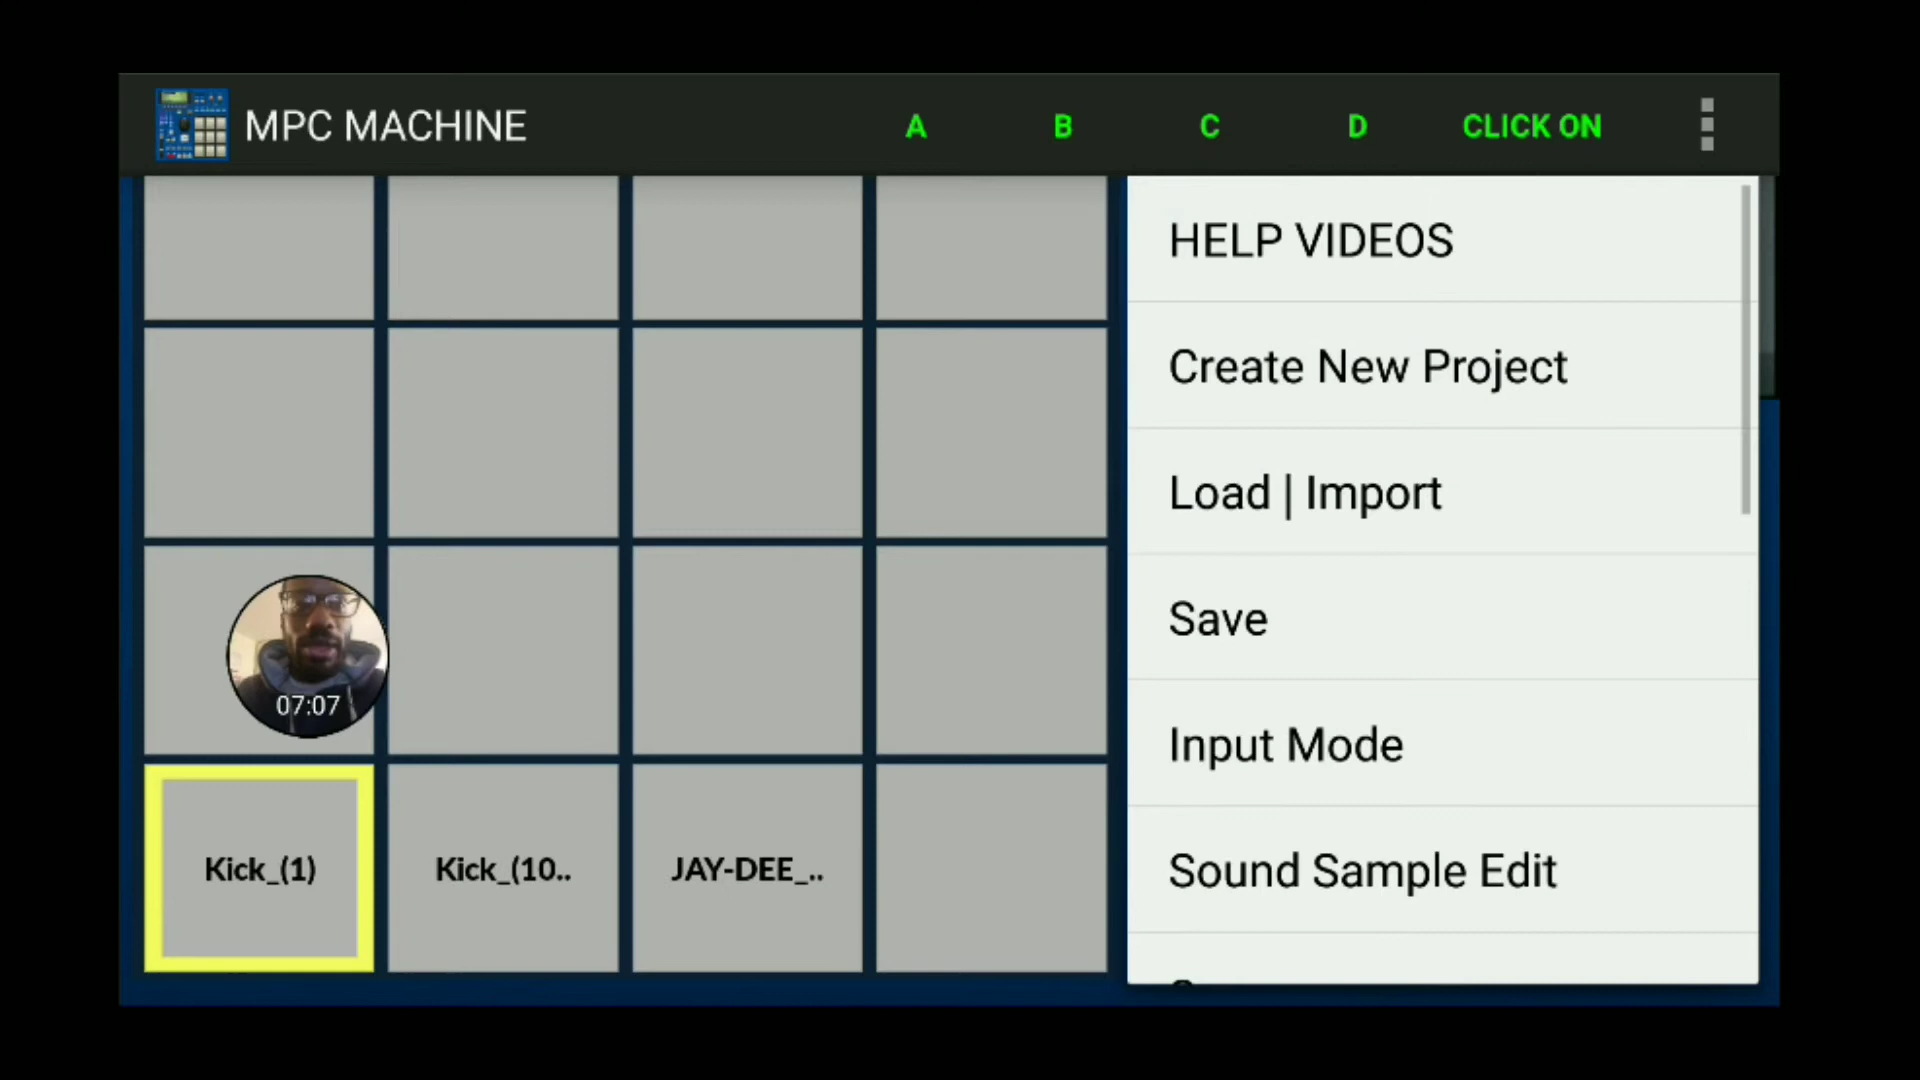 MPC MACHINE
A
B
C
D
CLICK ON
HELP VIDEOS
Create New Project
Load | Import
Save
Input Mode
Sound Sample Edit
07:07
Kick_(1)
Kick_(10..
JAY-DEE_..